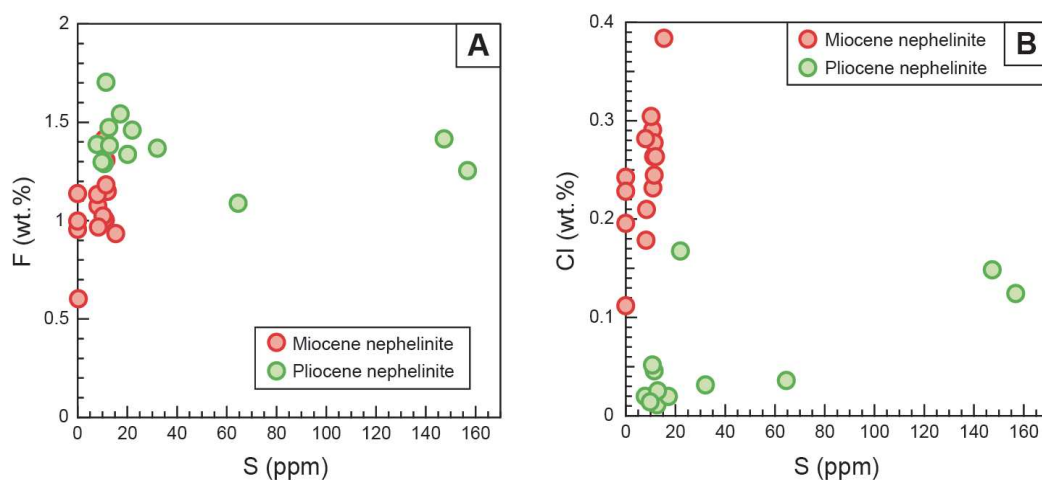 A
2
1.5
1
0.5
0
F (wt.%)
Miocene nephelinite
Pliocene nephelinite
0 20 40 60 80 100 120 140 160
S (ppm)
B
0.4
0.3
0.2
0.1
0
Cl (wt.%)
Miocene nephelinite
Pliocene nephelinite
0 20 40 60 80 100 120 140 160
S (ppm)